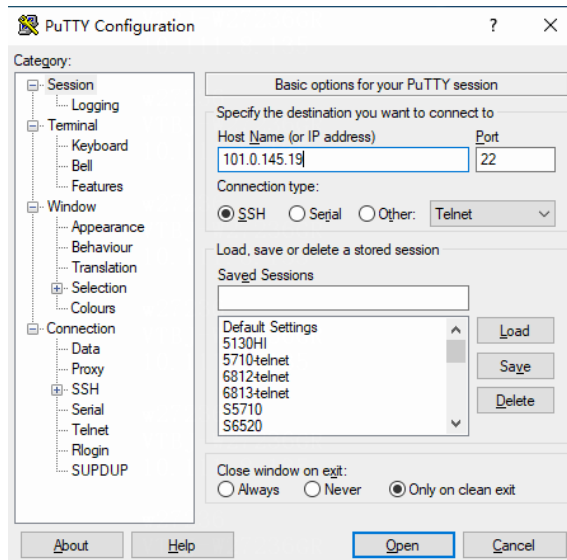 PuTTY Configuration
Category:
Session
Logging
Terminal
Keyboard
Bell
Features
Window
Appearance
Behaviour
Translation
Selection
Colours
Connection
Data
Proxy
SSH
Serial
Telnet
Rlogin
SUPDUP
Basic options for your PuTTY session
Specify the destination you want to connect to
Host Name (or IP address) Port
101.0.145.19 22
Connection type:
SSH Serial Other: Telnet
Load, save or delete a stored session
Saved Sessions
Default Settings
5130HI
5710-telnet
6812-telnet
6813-telnet
S5710
S6520
Load
Save
Delete
Close window on exit:
Always Never Only on clean exit
About Help Open Cancel